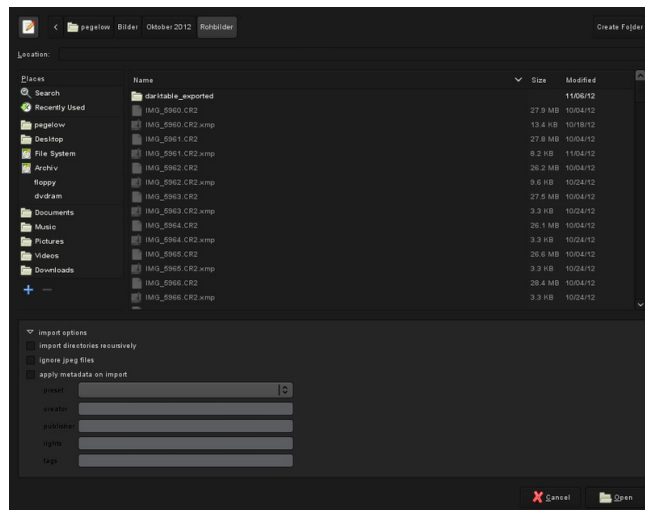 pegelow Bilder Oktober 2012 Rohbilder Create Folder
Location:
Places
Search
Recently Used
pegelow
Desktop
File System
Archiv
floppy
dvdram
Documents
Music
Pictures
Videos
Downloads
Name Size Modified
darktable_exported 11/06/12
IMG_5960.CR2 27.9 MB 10/04/12
IMG_5960.CR2.xmp 13.4 KB 10/18/12
IMG_5961.CR2 27.8 MB 10/04/12
IMG_5961.CR2.xmp 8.2 KB 11/04/12
IMG_5962.CR2 26.2 MB 10/04/12
IMG_5962.CR2.xmp 9.6 KB 10/24/12
IMG_5963.CR2 27.5 MB 10/04/12
IMG_5963.CR2.xmp 3.3 KB 10/24/12
IMG_5964.CR2 26.1 MB 10/04/12
IMG_5964.CR2.xmp 3.3 KB 10/24/12
IMG_5965.CR2 26.6 MB 10/04/12
IMG_5965.CR2.xmp 3.3 KB 10/24/12
IMG_5966.CR2 28.4 MB 10/04/12
IMG_5966.CR2.xmp 3.3 KB 10/24/12
import options
import directories recursively
ignore jpeg files
apply metadata on import
preset
creator
publisher
rights
tags
Cancel Open